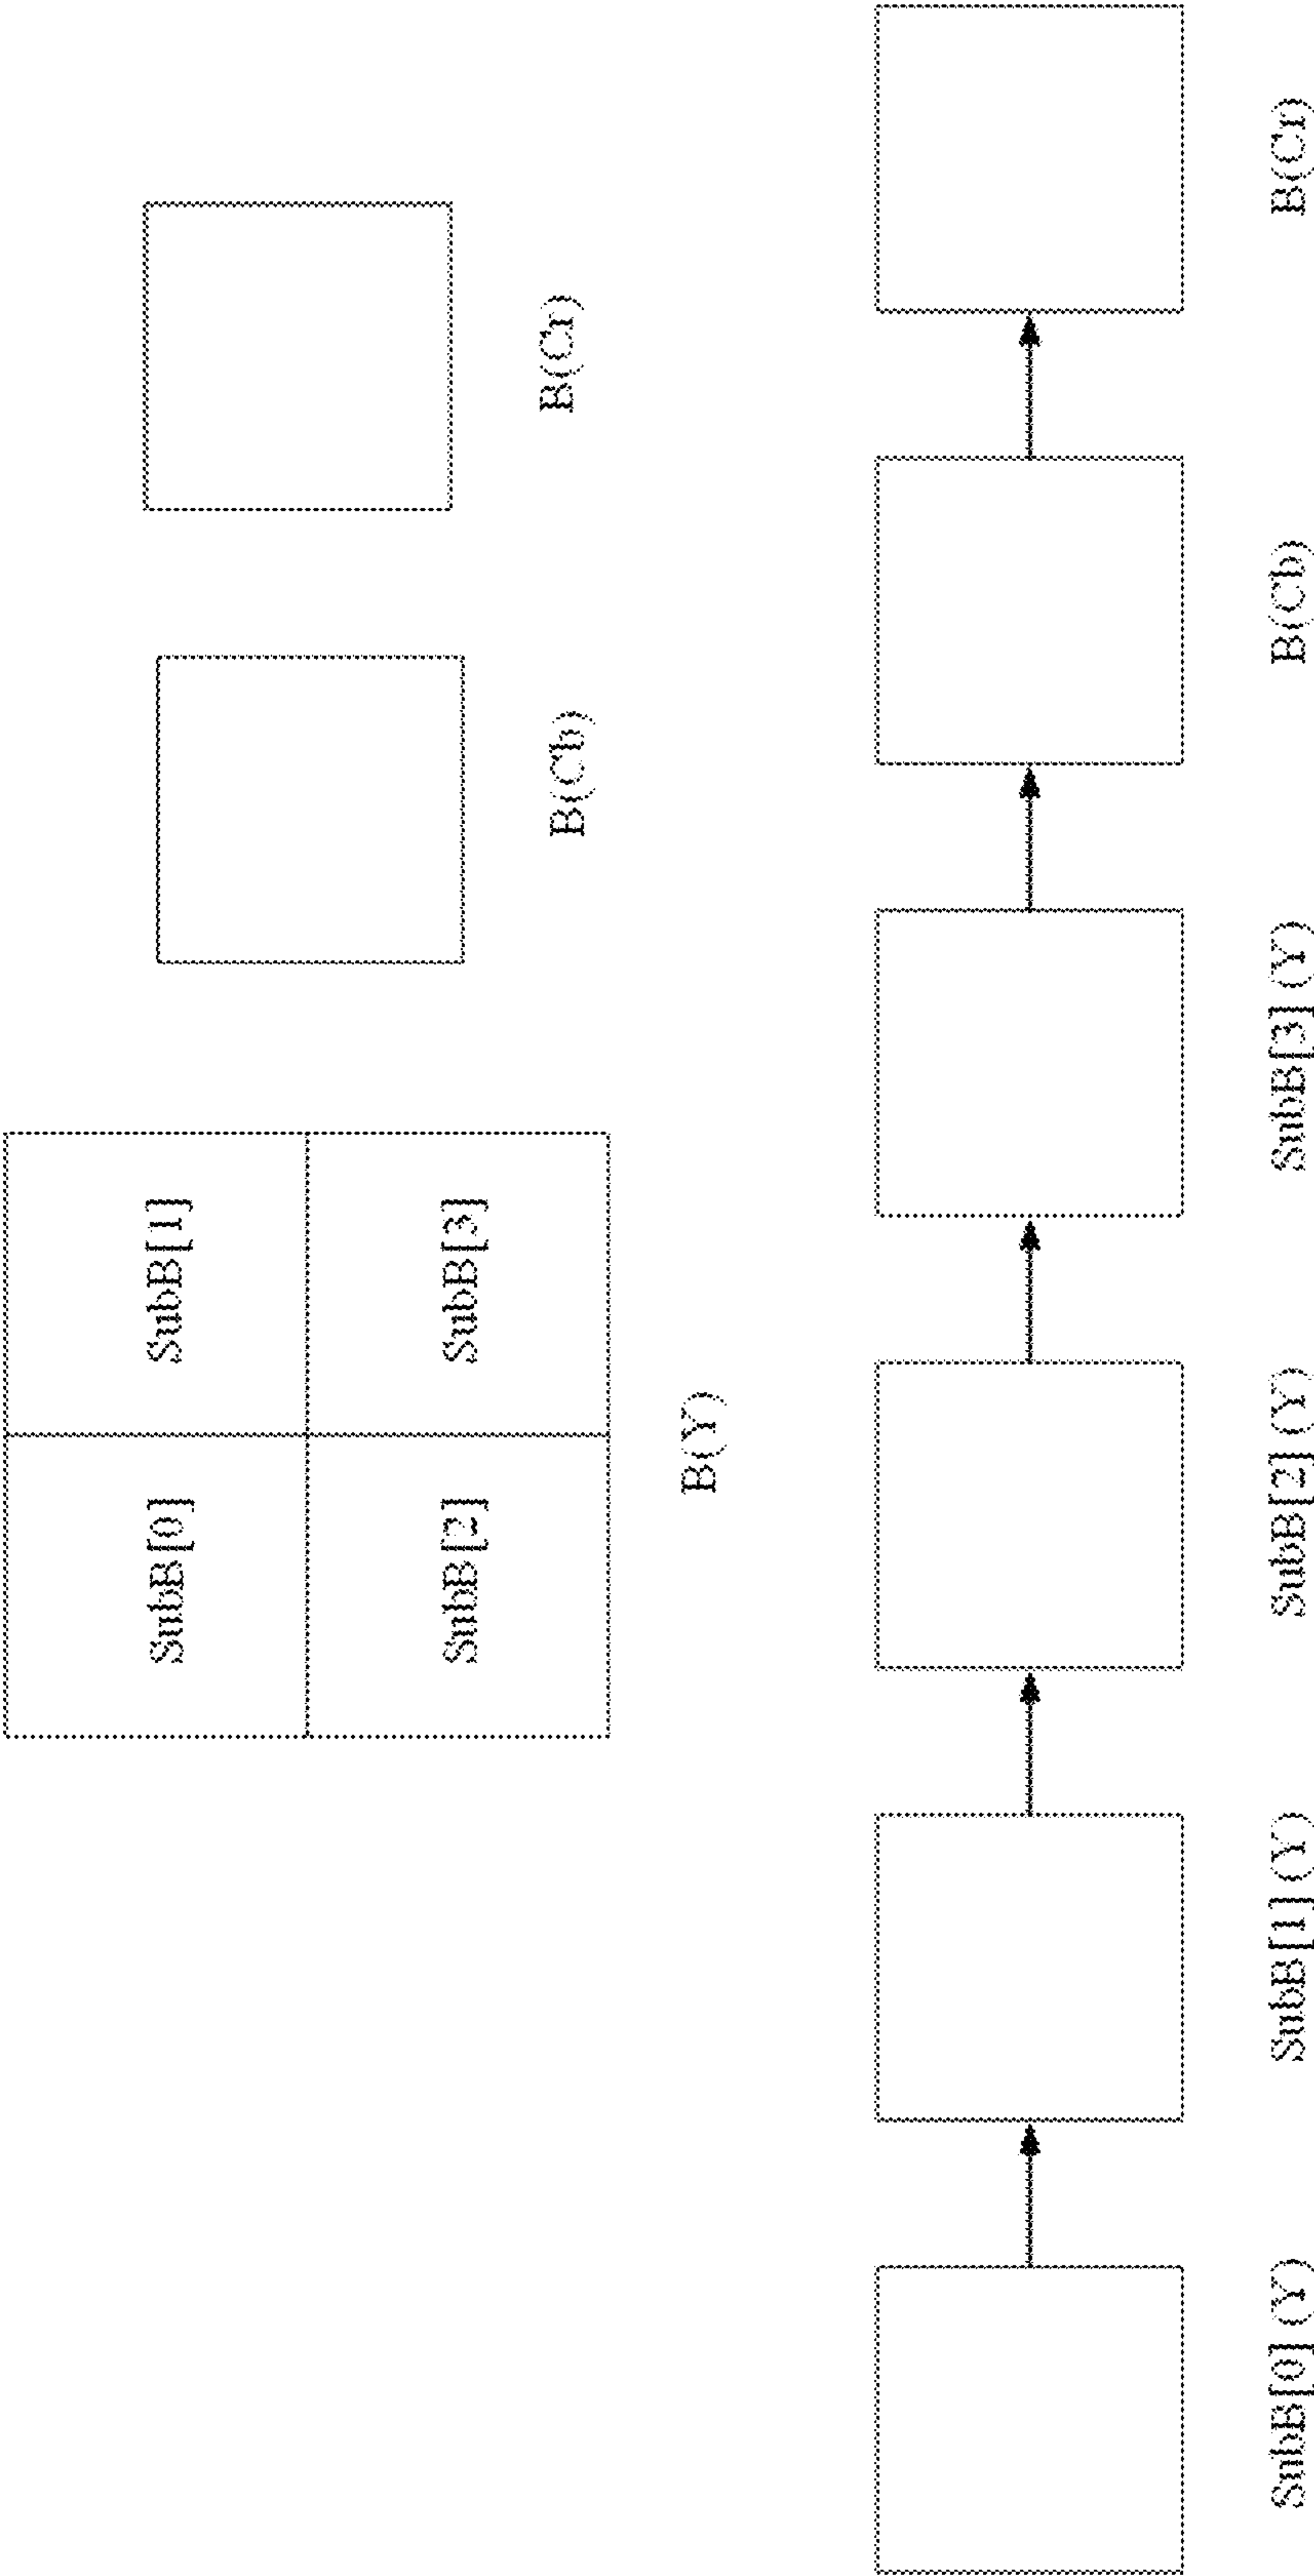 SubB[0]
SubB[1]
SubB[2]
SubB[3]
B(Y)
B(Cb)
B(Cr)
SubB[0] (Y)
SubB[1] (Y)
SubB[2] (Y)
SubB[3] (Y)
B(Cb)
B(Cr)